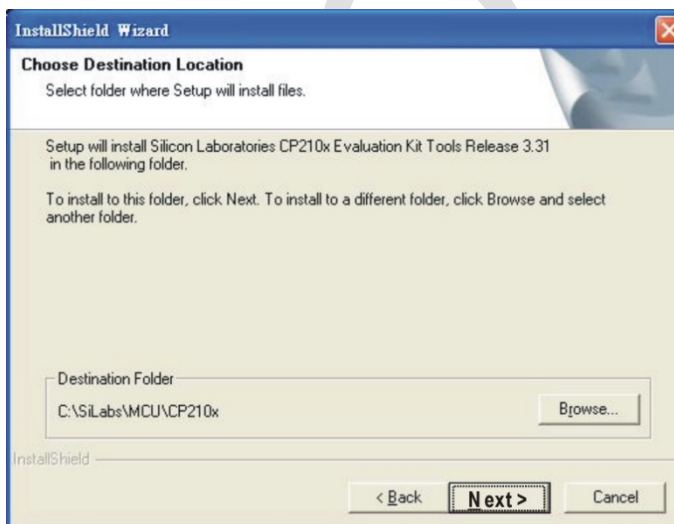 InstallShield Wizard
Choose Destination Location
Select folder where Setup will install files.
Setup will install Silicon Laboratories CP210x Evaluation Kit Tools Release 3.31
in the following folder.
To install to this folder, click Next. To install to a different folder, click Browse and select
another folder.
Destination Folder
C:\SiLabs\MCU\CP210x
Browse...
InstallShield
< Back
Next >
Cancel